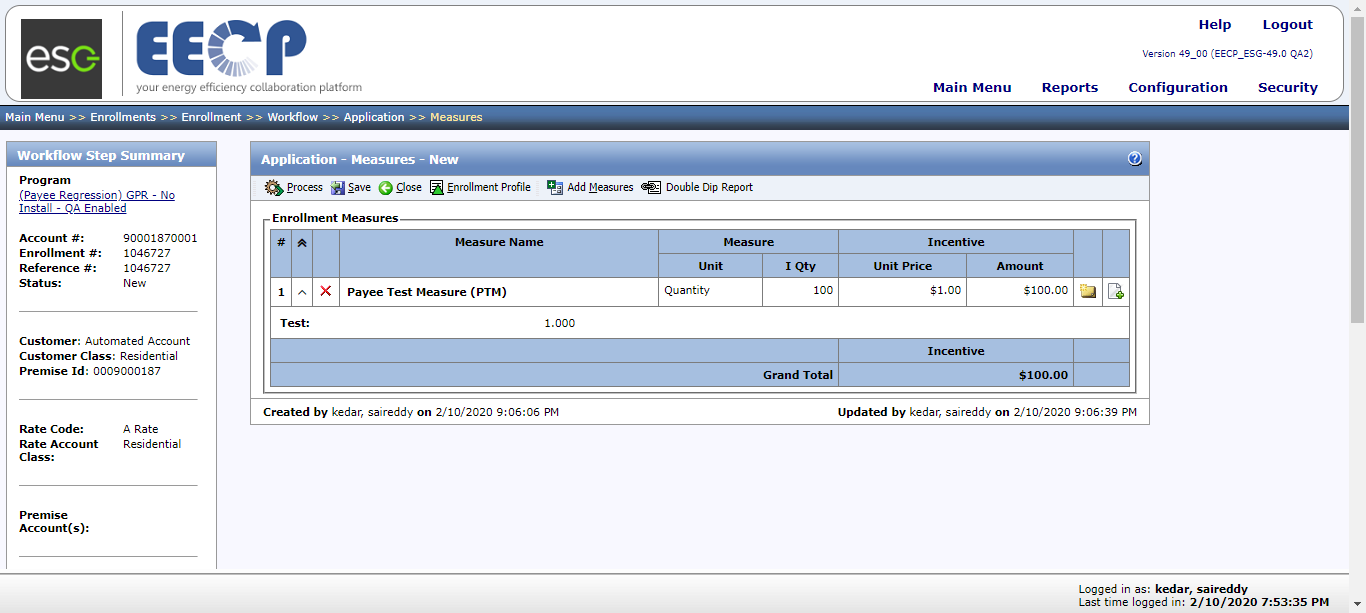 esc
EECP
your energy efficiency collaboration platform
Help Logout
Version 49_00 (EECP_ESG-49.0 QA2)
Main Menu Reports Configuration Security
Main Menu >> Enrollments >> Enrollment >> Workflow >> Application >> Measures
Workflow Step Summary
Program
(Payee Regression) GPR - No
Install - QA Enabled
Account #: 90001870001
Enrollment #: 1046727
Reference #: 1046727
Status: New
Customer: Automated Account
Customer Class: Residential
Premise Id: 0009000187
Rate Code: A Rate
Rate Account Residential
Class:
Premise
Account(s):
Application - Measures - New
Process Save Close Enrollment Profile Add Measures Double Dip Report
Enrollment Measures
# Measure Name Measure Incentive
Unit I Qty Unit Price Amount
1 Payee Test Measure (PTM) Quantity 100 $1.00 $100.00
Test: 1.000
Incentive
Grand Total $100.00
Created by kedar, saireddy on 2/10/2020 9:06:06 PM Updated by kedar, saireddy on 2/10/2020 9:06:39 PM
Logged in as: kedar, saireddy
Last time logged in: 2/10/2020 7:53:35 PM